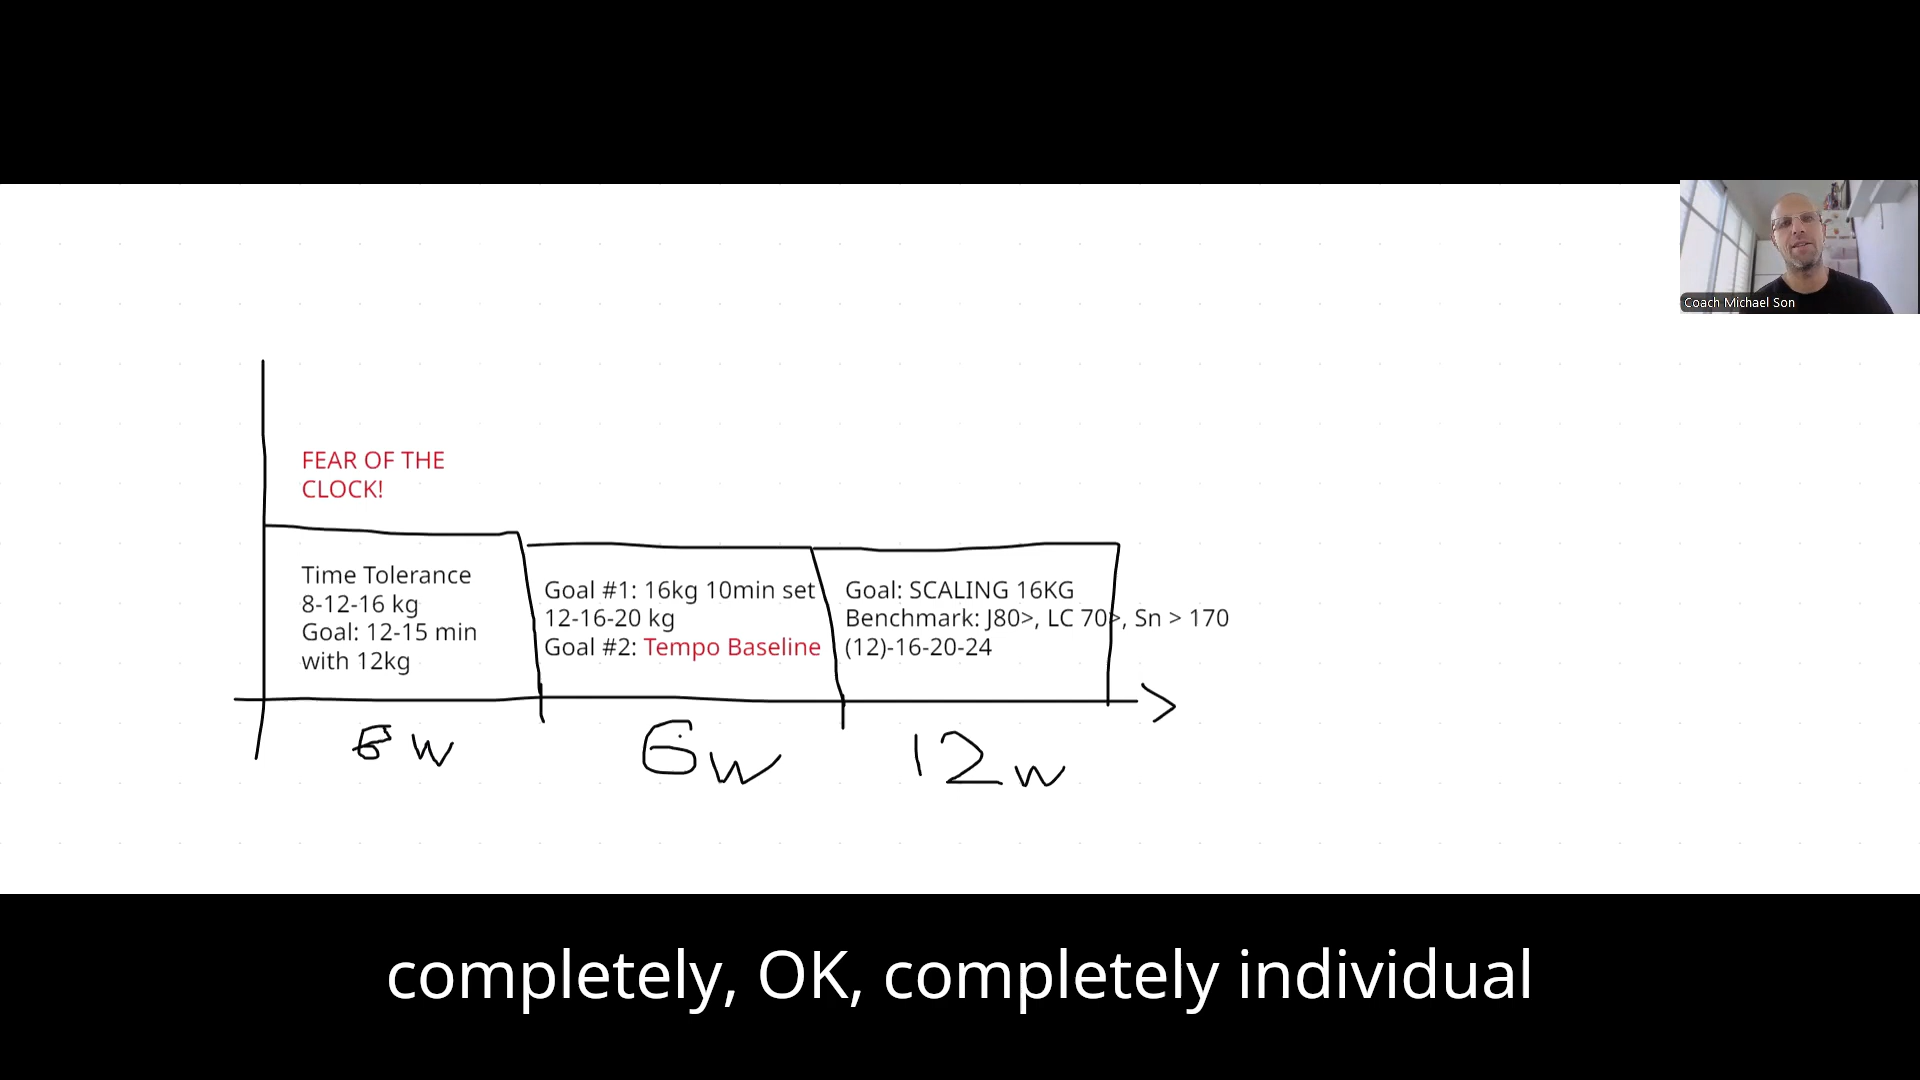 Coach Michael Son
FEAR OF THE
CLOCK!
Time Tolerance
8-12-16 kg
Goal: 12-15 min
with 12kg
Goal #1: 16kg 10min set
12-16-20 kg
Goal #2: Tempo Baseline
Goal: SCALING 16KG
Benchmark: J80>, LC 70>, Sn > 170
(12)-16-20-24
w
6w
12w
completely, OK, completely individual